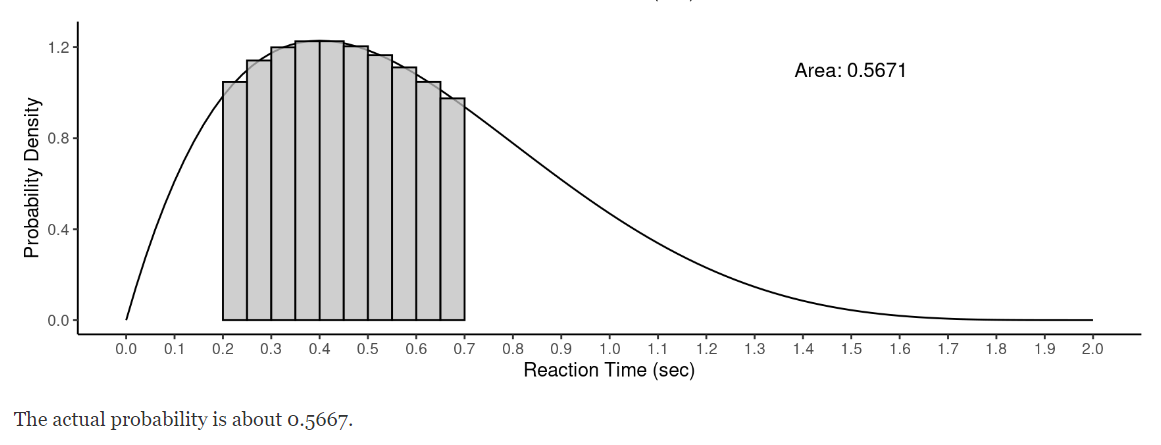 Area: 0.5671
Probability Density
1.2
0.8
0.4
0.0
0.0 0.1 0.2 0.3 0.4 0.5 0.6 0.7 0.8 0.9 1.0 1.1 1.2 1.3 1.4 1.5 1.6 1.7 1.8 1.9 2.0
Reaction Time (sec)
The actual probability is about 0.5667.